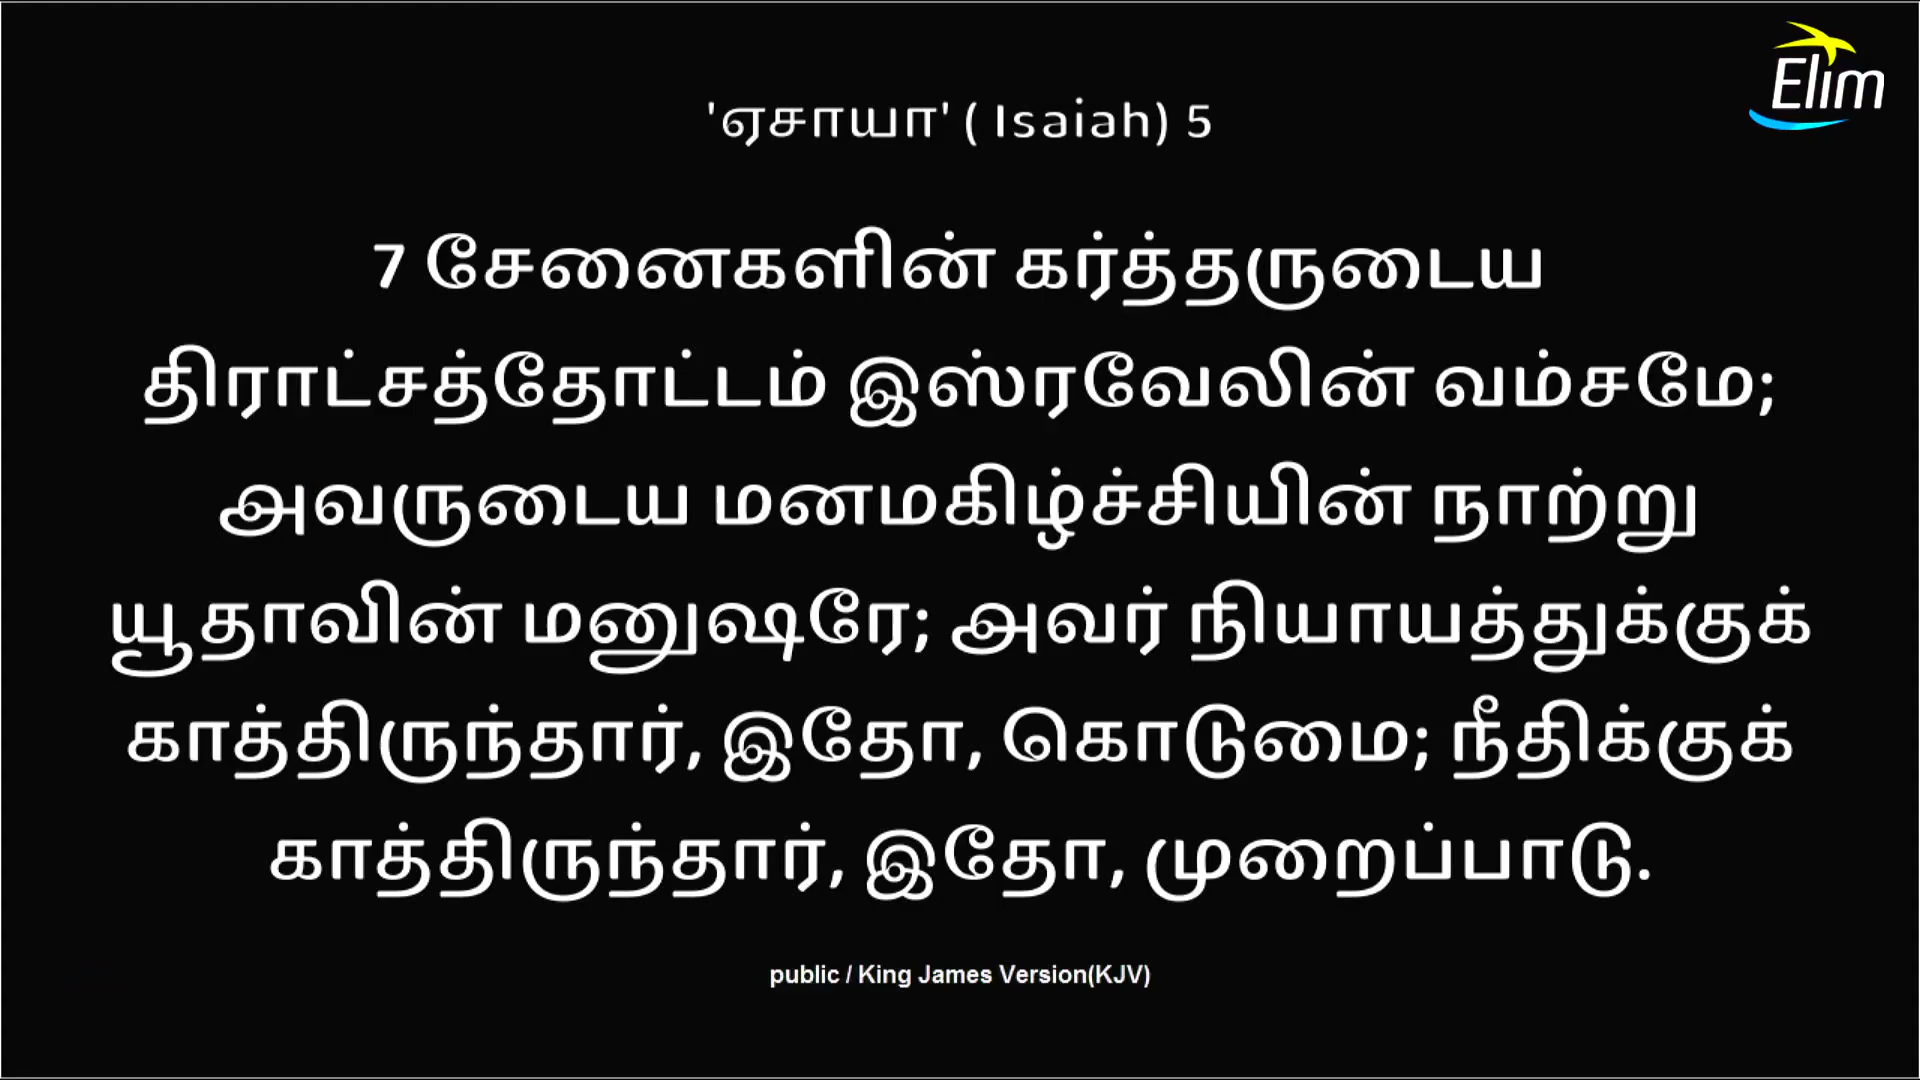 Elim
'ஏசாயா' ( Isaiah) 5
7 சேனைகளின் கர்த்தருடைய
திராட்சத்தோட்டம் இஸ்ரவேலின் வம்சமே;
அவருடைய மனமகிழ்ச்சியின் நாற்று
யூதாவின் மனுஷரே; அவர் நியாயத்துக்குக்
காத்திருந்தார், இதோ, கொடுமை; நீதிக்குக்
காத்திருந்தார், இதோ, முறைப்பாடு.
public / King James Version(KJV)